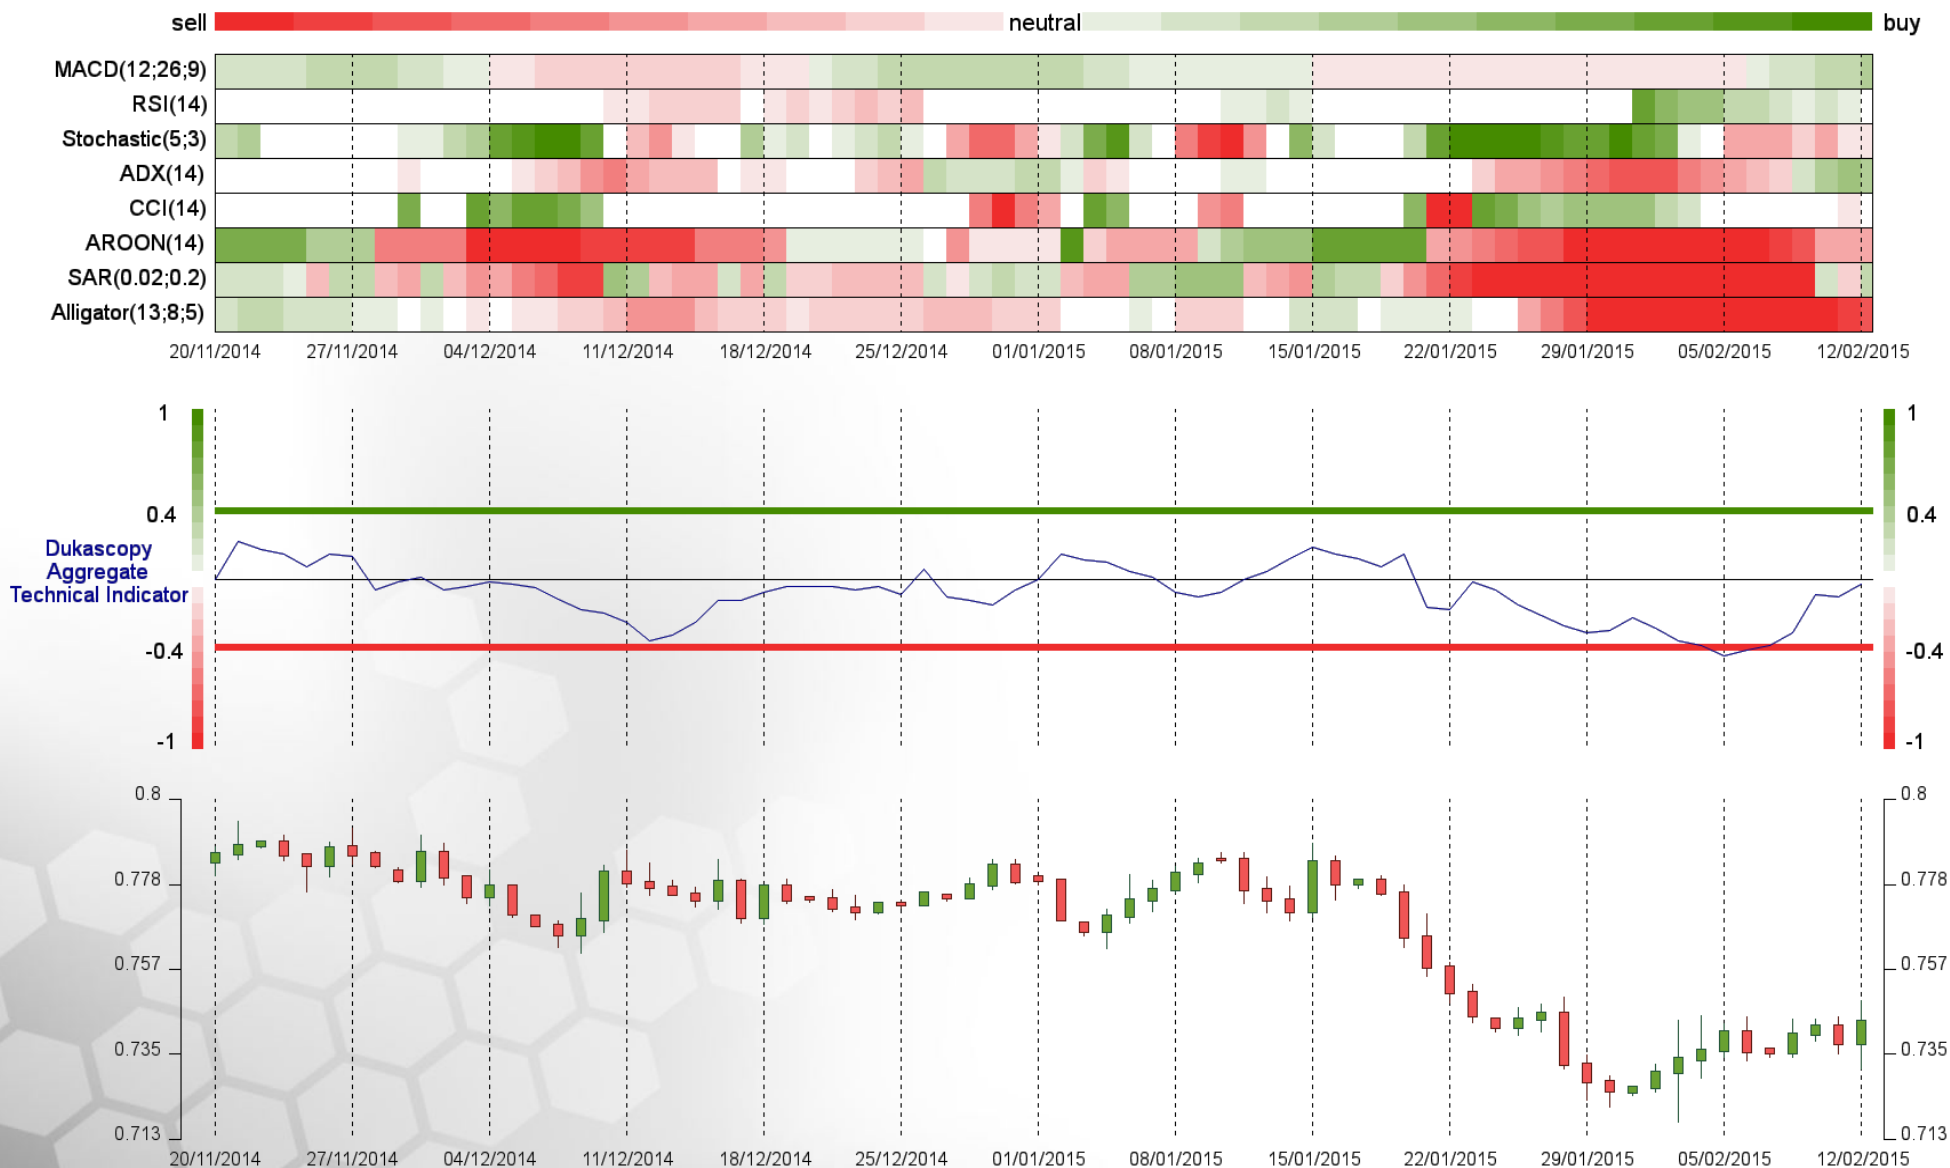 sell neutral buy
MACD(12;26;9)
RSI(14)
Stochastic(5;3)
ADX(14)
CCI(14)
AROON(14)
SAR(0.02;0.2)
Alligator(13;8;5)
20/11/2014 27/11/2014 04/12/2014 11/12/2014 18/12/2014 25/12/2014 01/01/2015 08/01/2015 15/01/2015 22/01/2015 29/01/2015 05/02/2015 12/02/2015
1 1
0.4 0.4
Dukascopy
Aggregate
Technical Indicator
-0.4 -0.4
-1 -1
0.8 0.8
0.778 0.778
0.757 0.757
0.735 0.735
0.713 0.713
20/11/2014 27/11/2014 04/12/2014 11/12/2014 18/12/2014 25/12/2014 01/01/2015 08/01/2015 15/01/2015 22/01/2015 29/01/2015 05/02/2015 12/02/2015